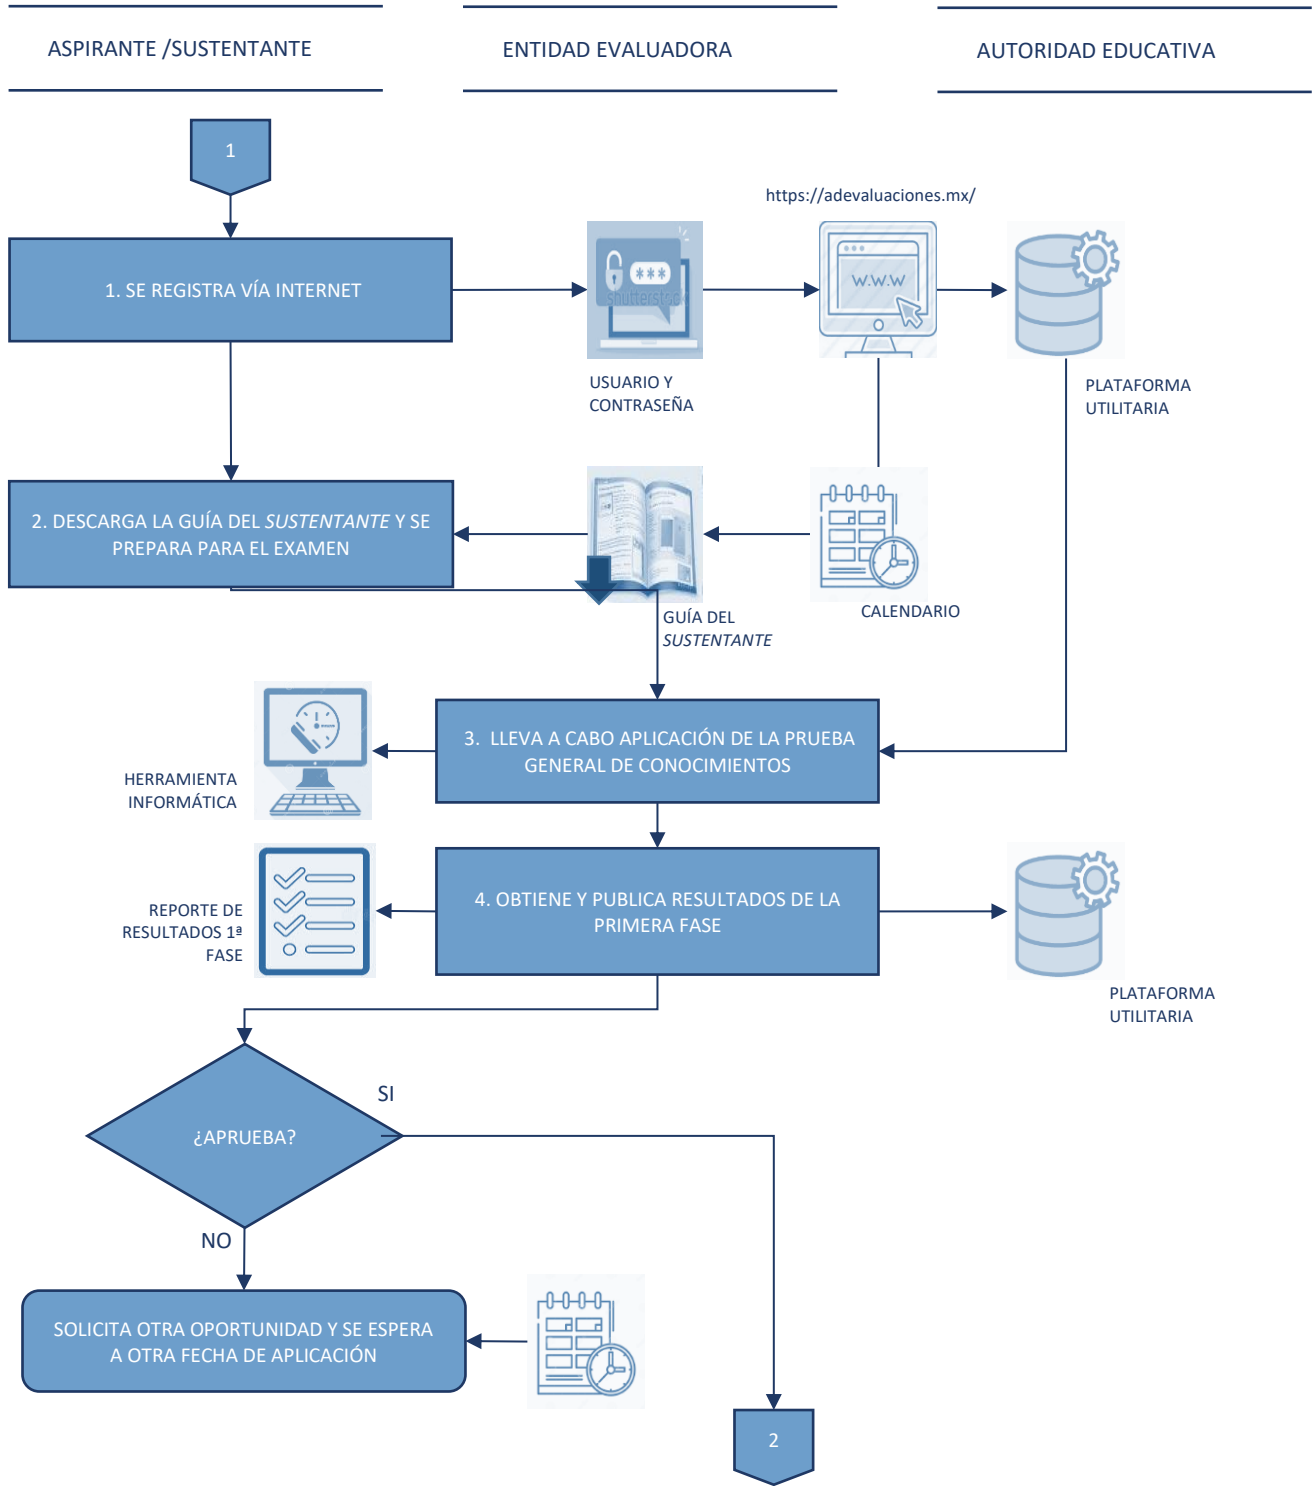 ASPIRANTE /SUSTENTANTE
ENTIDAD EVALUADORA
AUTORIDAD EDUCATIVA
1
https://adevaluaciones.mx/
1. SE REGISTRA VÍA INTERNET
***
shutterstock
W.W.W
USUARIO Y
CONTRASEÑA
PLATAFORMA
UTILITARIA
2. DESCARGA LA GUÍA DEL SUSTENTANTE Y SE
PREPARA PARA EL EXAMEN
GUÍA DEL
SUSTENTANTE
CALENDARIO
3. LLEVA A CABO APLICACIÓN DE LA PRUEBA
GENERAL DE CONOCIMIENTOS
HERRAMIENTA
INFORMÁTICA
4. OBTIENE Y PUBLICA RESULTADOS DE LA
PRIMERA FASE
REPORTE DE
RESULTADOS 1ª
FASE
PLATAFORMA
UTILITARIA
SI
¿APRUEBA?
NO
SOLICITA OTRA OPORTUNIDAD Y SE ESPERA
A OTRA FECHA DE APLICACIÓN
2